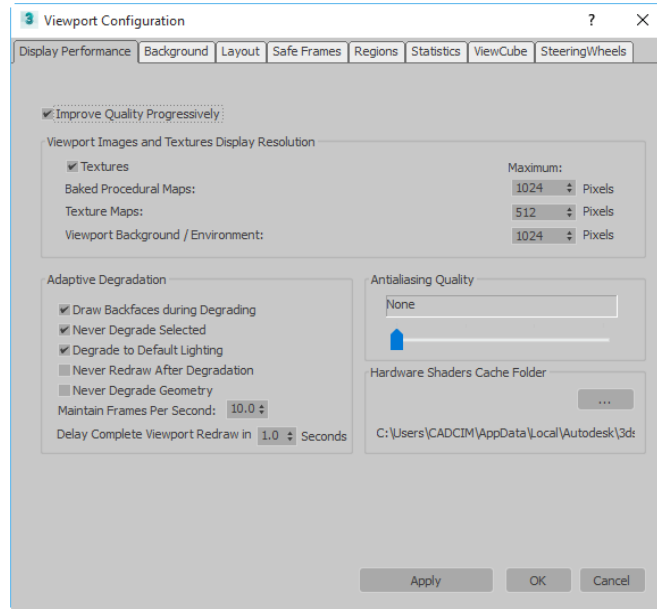 3 Viewport Configuration ? ×
Display Performance Background Layout Safe Frames Regions Statistics ViewCube SteeringWheels
Improve Quality Progressively
Viewport Images and Textures Display Resolution
Textures Maximum:
Baked Procedural Maps: 1024 Pixels
Texture Maps: 512 Pixels
Viewport Background / Environment: 1024 Pixels
Adaptive Degradation
Draw Backfaces during Degrading
Never Degrade Selected
Degrade to Default Lighting
Never Redraw After Degradation
Never Degrade Geometry
Maintain Frames Per Second: 10.0
Delay Complete Viewport Redraw in 1.0 Seconds
Antialiasing Quality
None
Hardware Shaders Cache Folder
...
C:\Users\CADCIM\AppData\Local\Autodesk\3ds
Apply OK Cancel